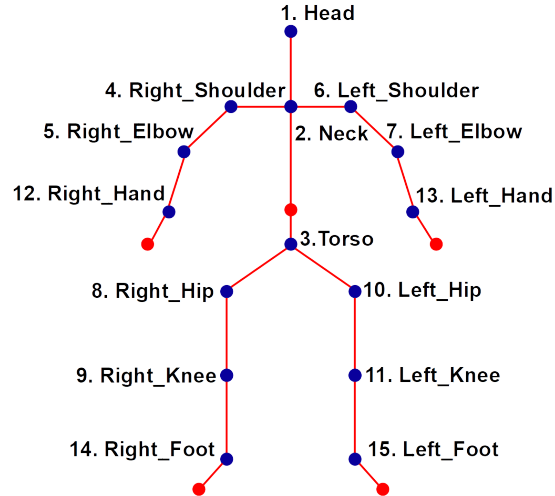 1. Head
4. Right_Shoulder
6. Left_Shoulder
5. Right_Elbow
2. Neck
7. Left_Elbow
12. Right_Hand
13. Left_Hand
3.Torso
8. Right_Hip
10. Left_Hip
9. Right_Knee
11. Left_Knee
14. Right_Foot
15. Left_Foot